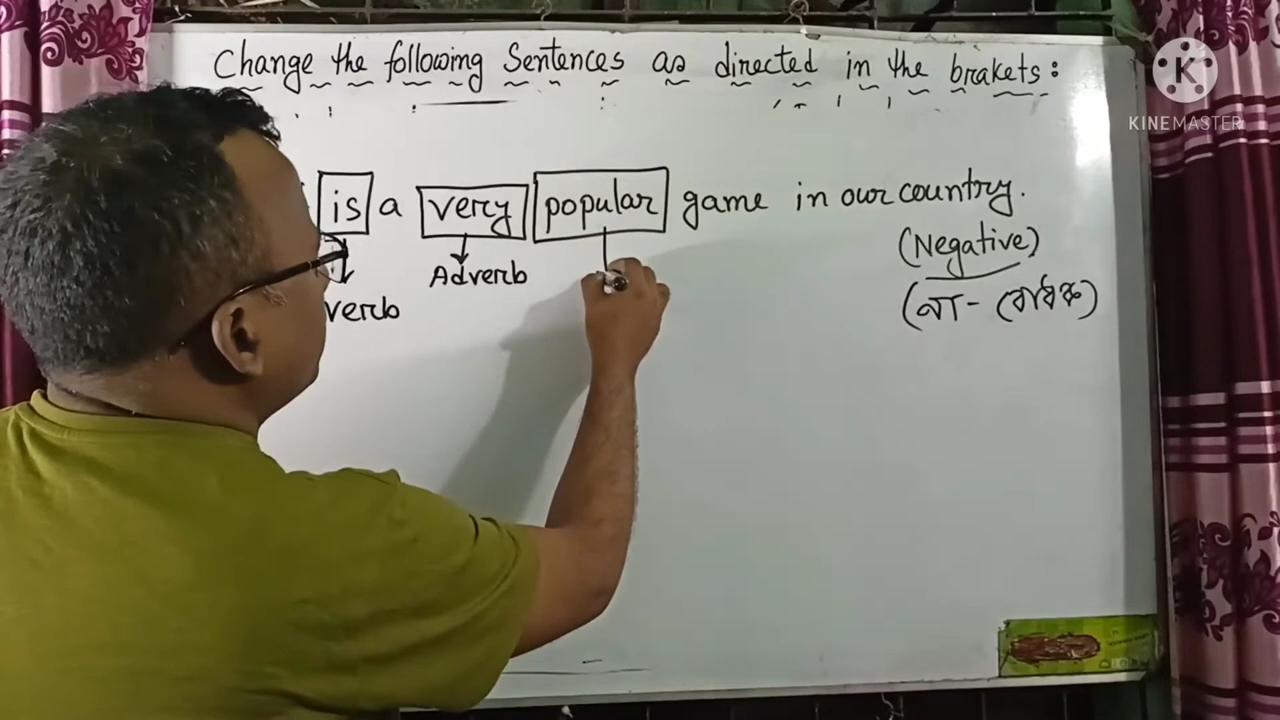 Change the following Sentences as directed in the brakets:
KINEMASTER
is a very popular game in our country.
(Negative)
Adverb
verb
(না-বোধক)